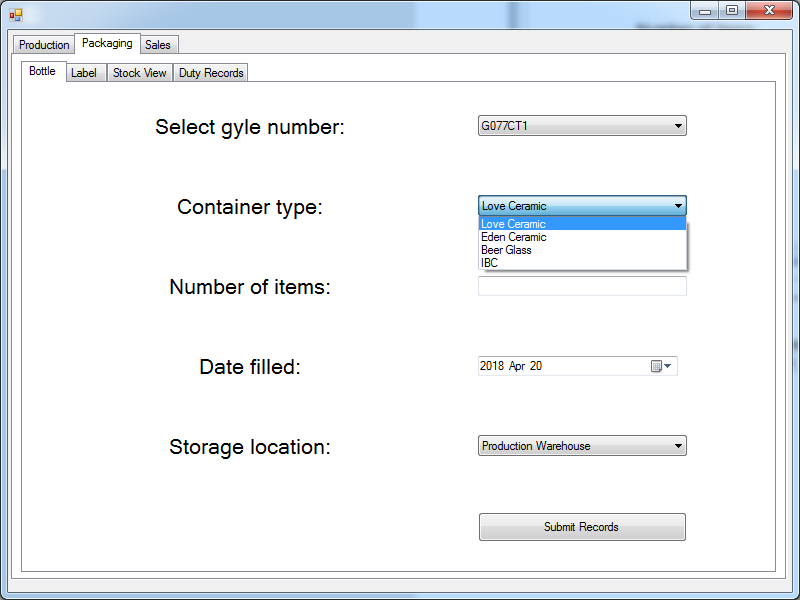 Production Packaging Sales
Bottle Label Stock View Duty Records
Select gyle number: G077CT1
Container type: Love Ceramic
Love Ceramic
Eden Ceramic
Beer Glass
IBC
Number of items:
Date filled: 2018 Apr 20
Storage location: Production Warehouse
Submit Records